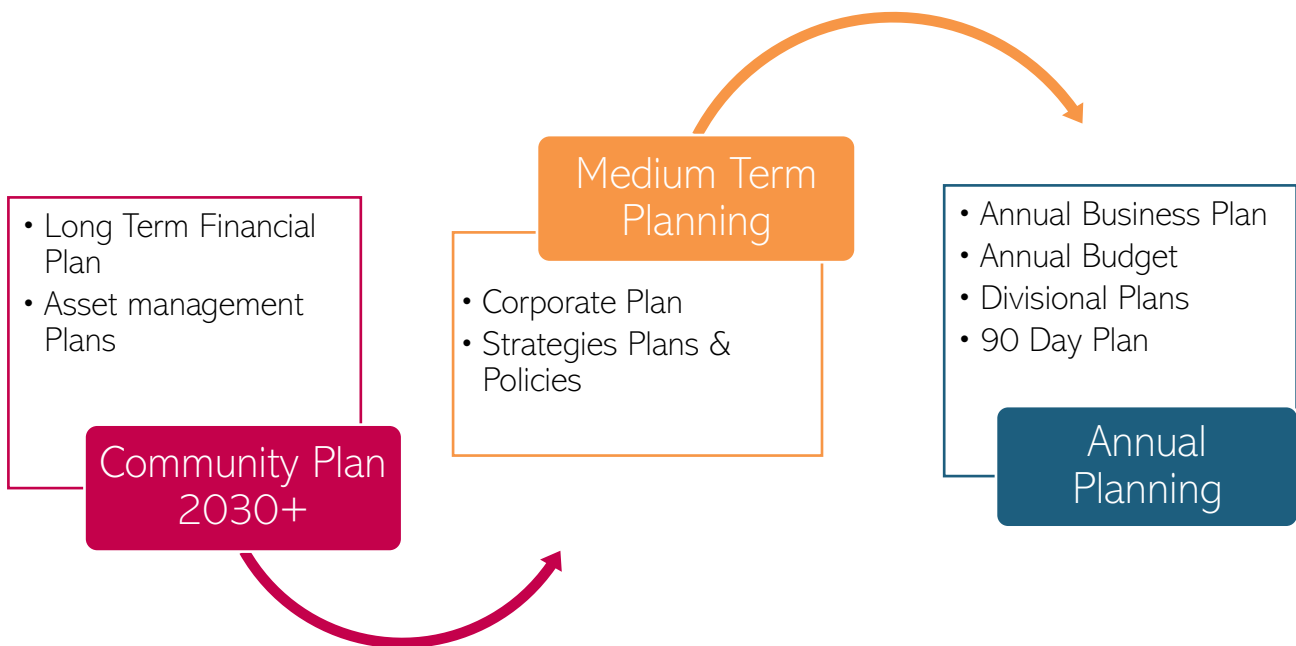 • Long Term Financial
Plan
• Asset management
Plans
Community Plan
2030+
Medium Term
Planning
• Corporate Plan
• Strategies Plans &
Policies
• Annual Business Plan
• Annual Budget
• Divisional Plans
• 90 Day Plan
Annual
Planning